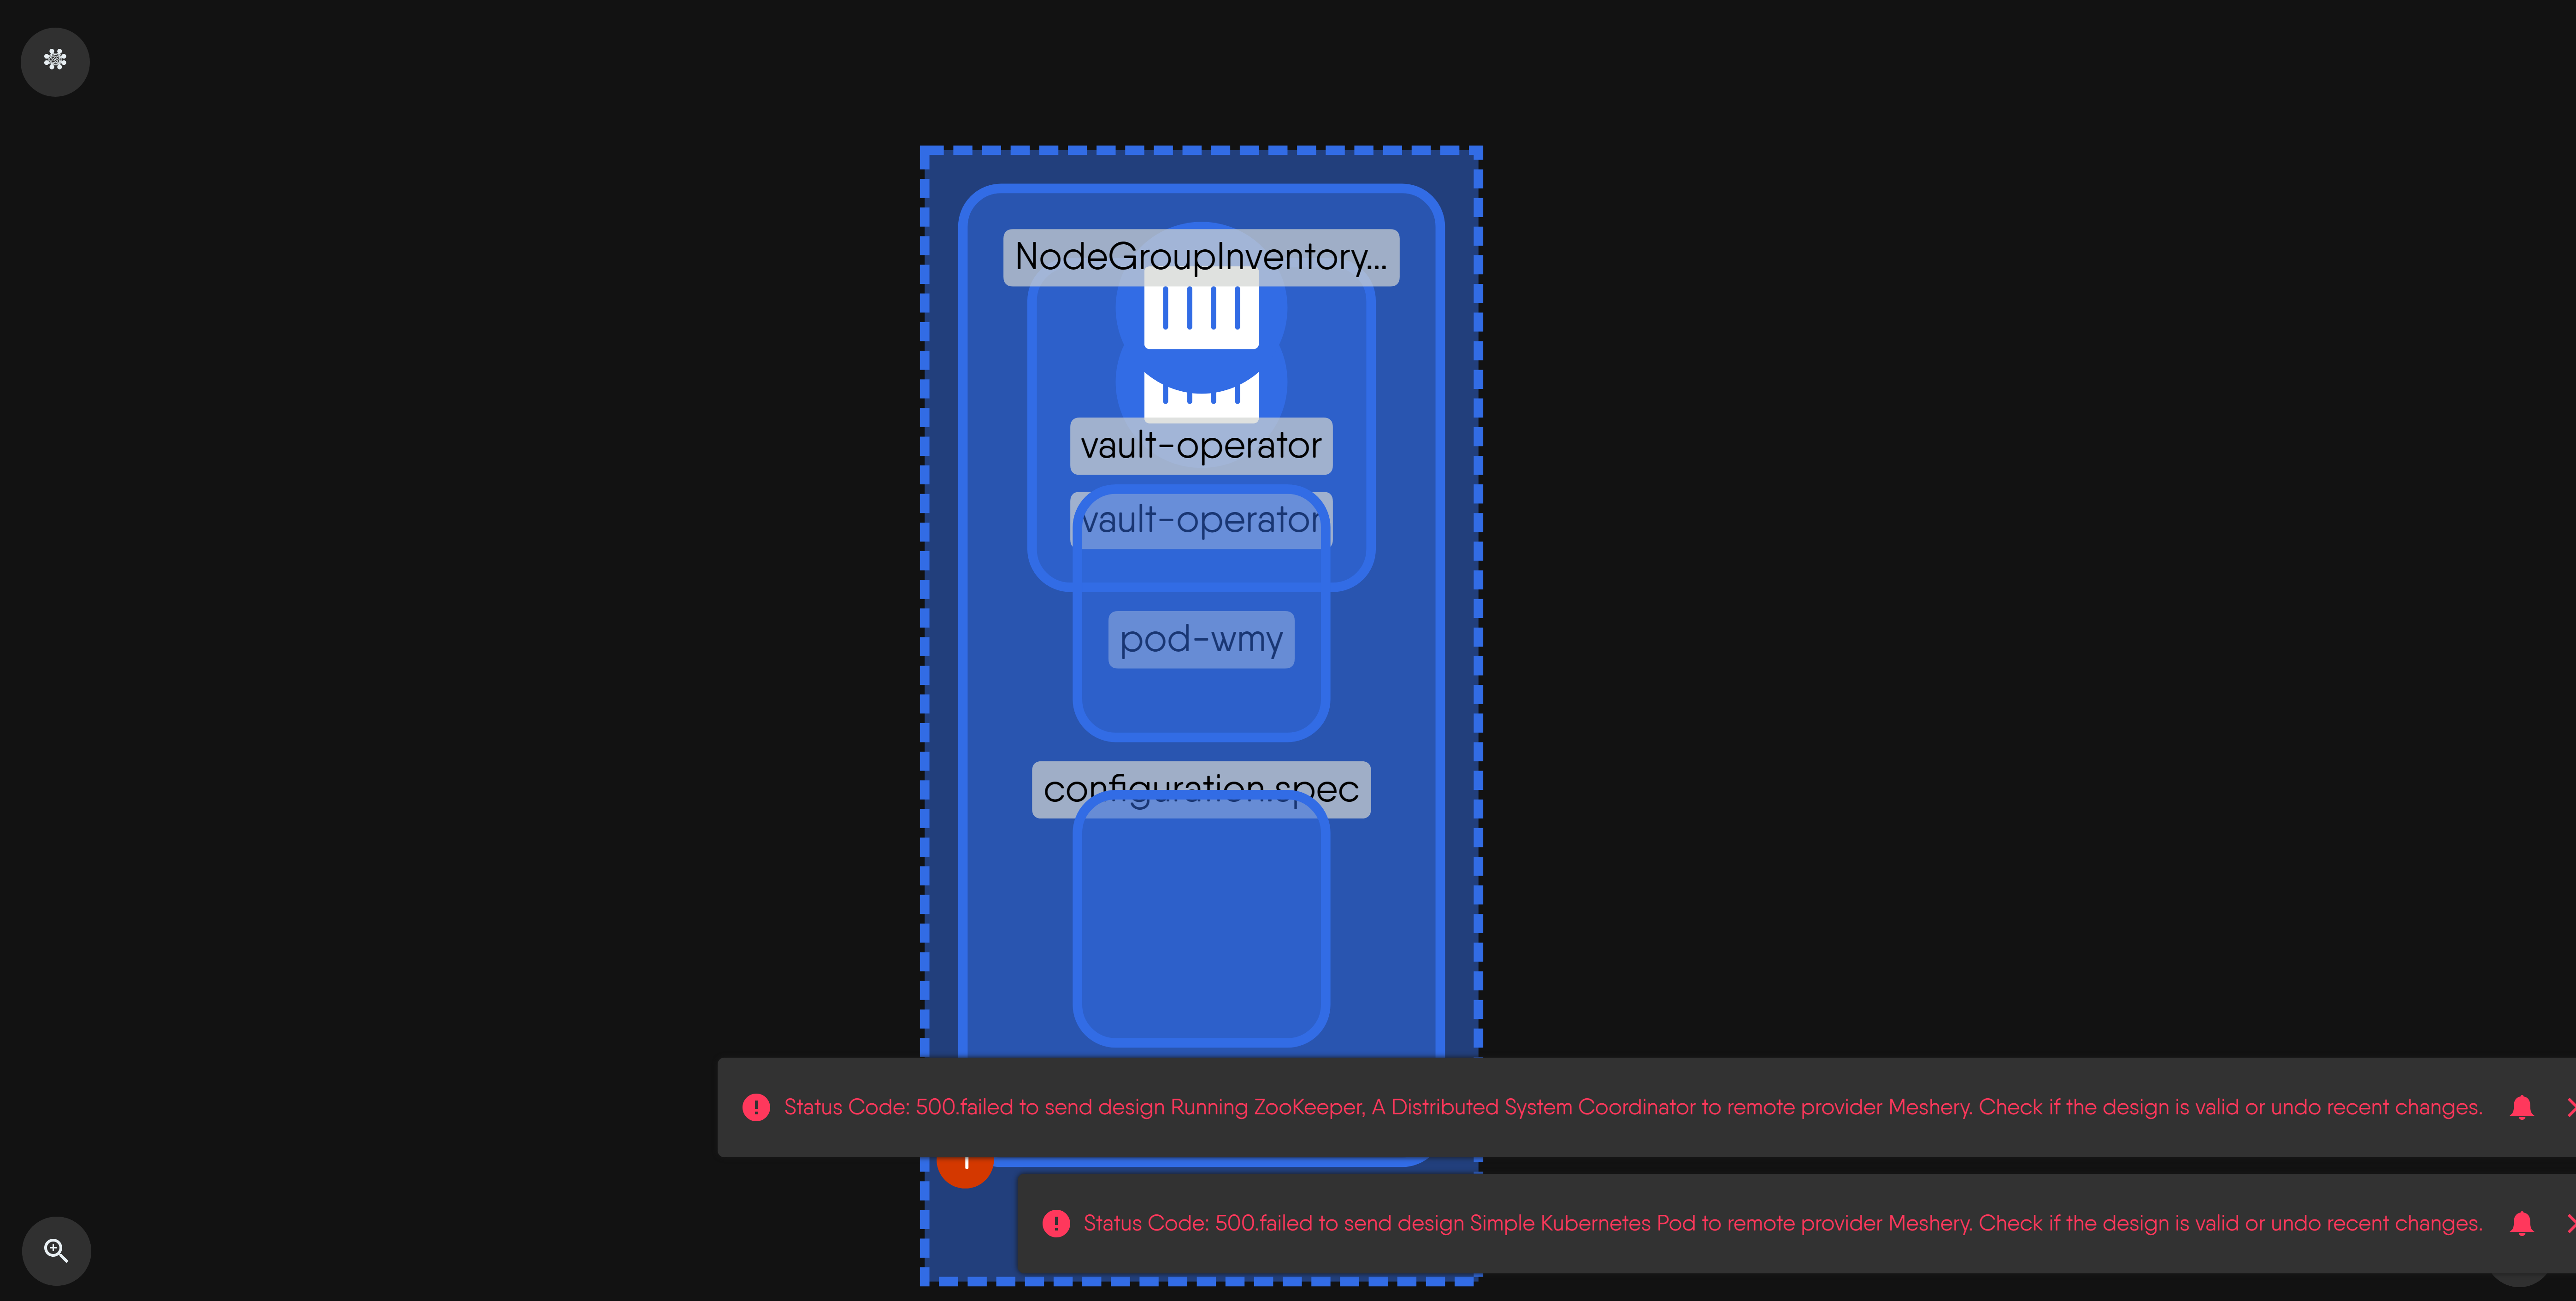 NodeGroupInventory...
vault-operator
vault-operator
pod-wmy
configuration.spec
Status Code: 500.failed to send design Running ZooKeeper, A Distributed System Coordinator to remote provider Meshery. Check if the design is valid or undo recent changes.
Status Code: 500.failed to send design Simple Kubernetes Pod to remote provider Meshery. Check if the design is valid or undo recent changes.